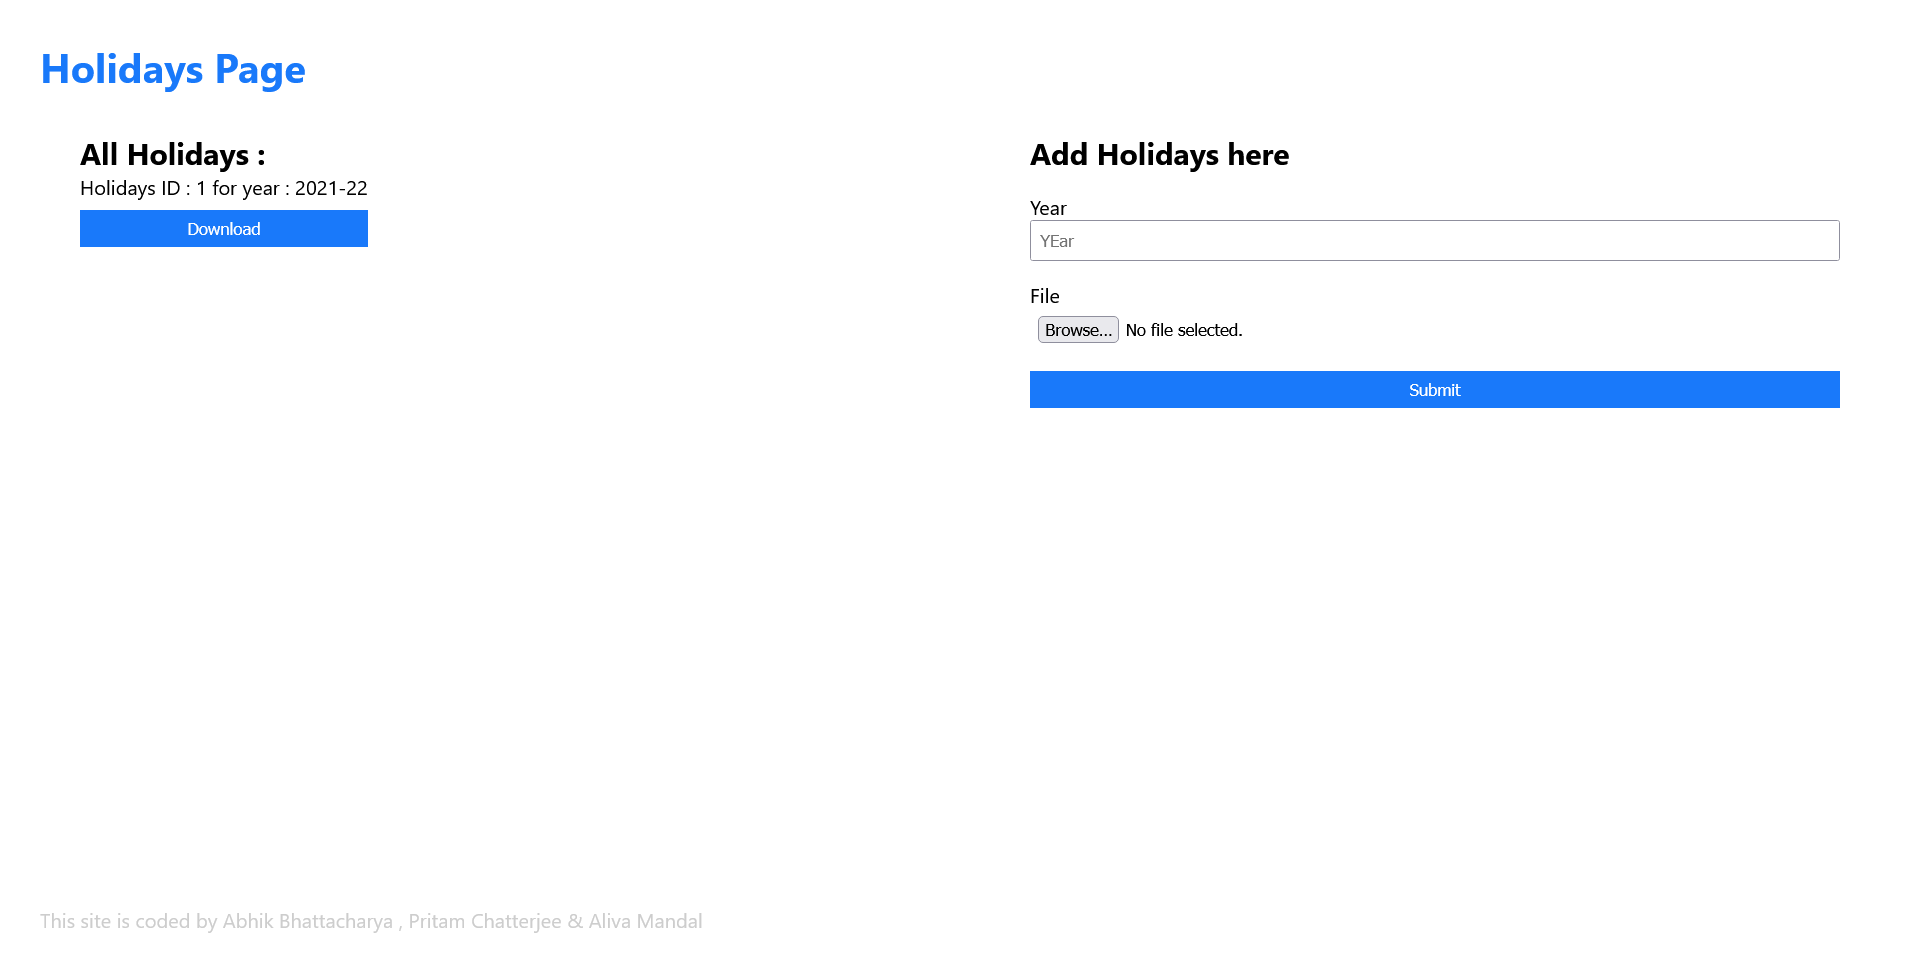 Holidays Page
All Holidays :
Holidays ID : 1 for year : 2021-22
Download
Add Holidays here
Year
YEar
File
Browse... No file selected.
Submit
This site is coded by Abhik Bhattacharya , Pritam Chatterjee & Aliva Mandal